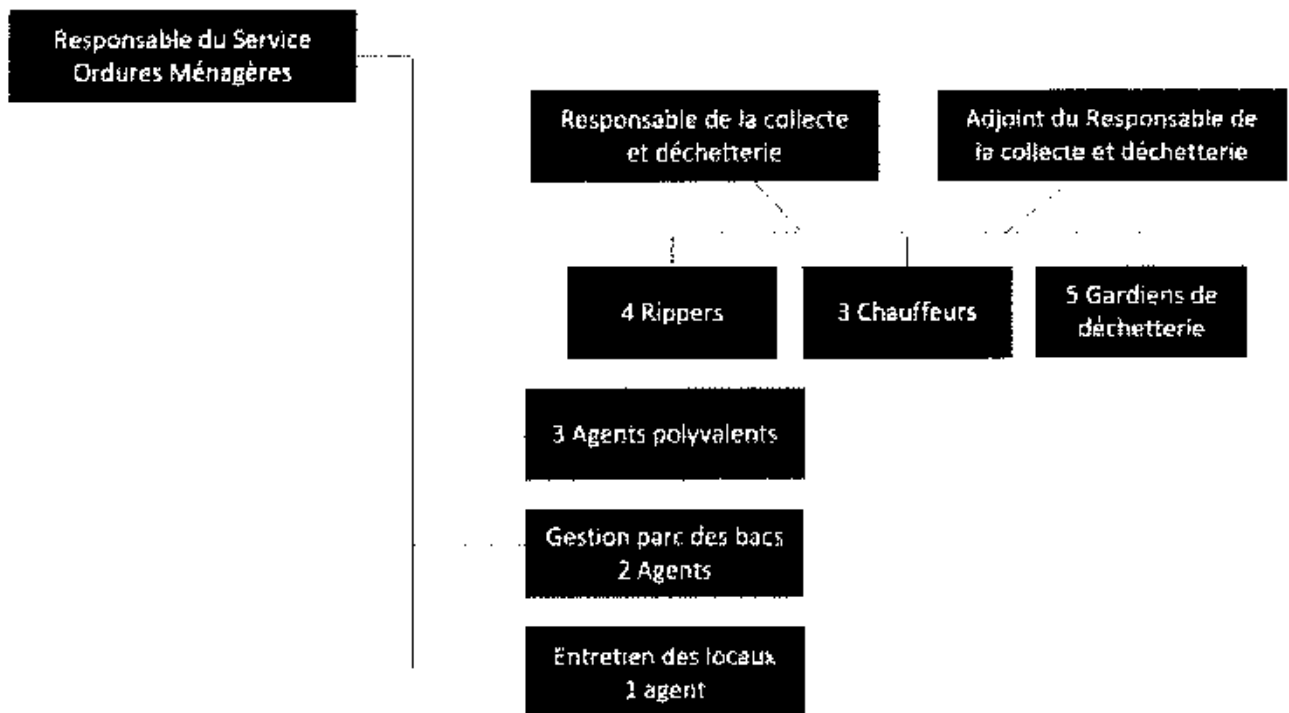 Responsable du Service
Ordures Ménagères
Responsable de la collecte
et déchetterie
Adjoint du Responsable de
la collecte et déchetterie
4 Rippers
3 Chauffeurs
5 Gardiens de
déchetterie
3 Agents polyvalents
Gestion parc des bacs
2 Agents
Entretien des locaux
1 agent